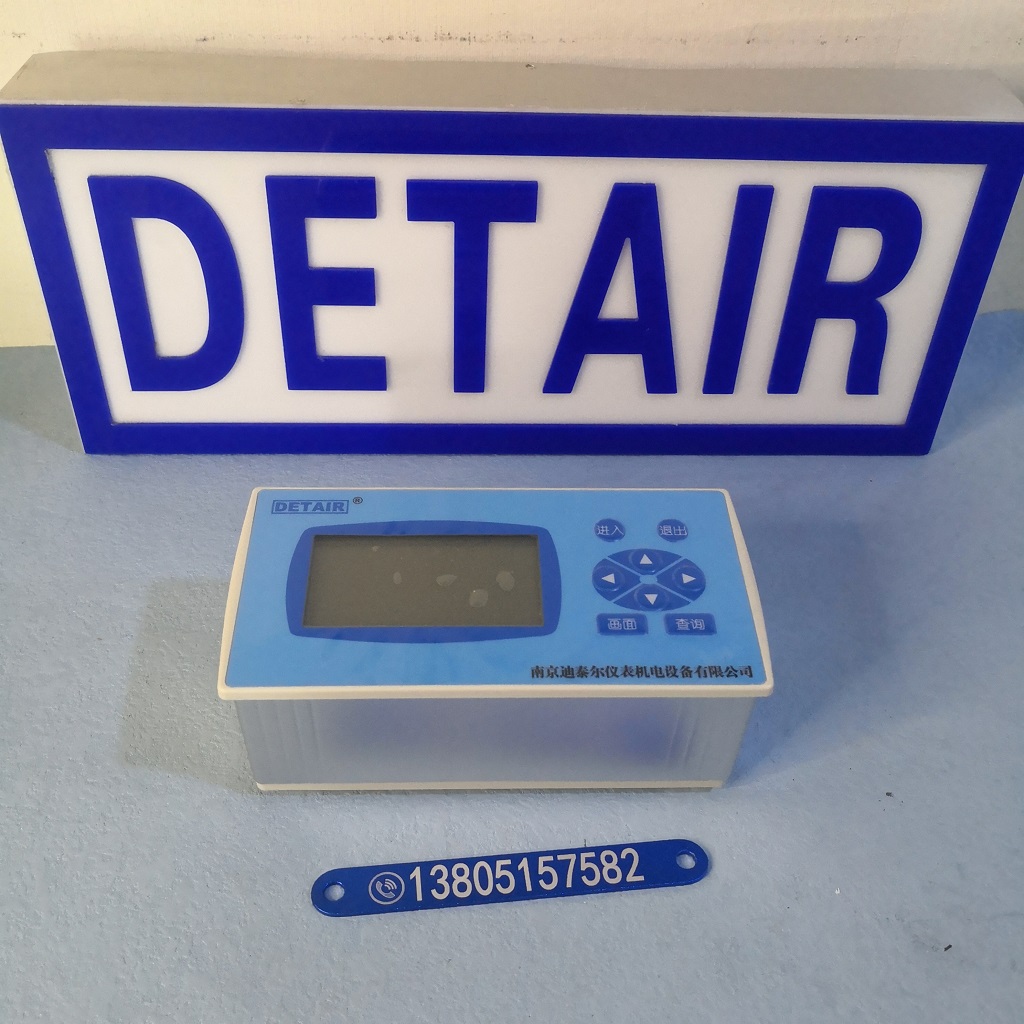 DETAIR
DETAIR®
进入 退出
画面 查询
南京迪泰尔仪表机电设备有限公司
13805157582